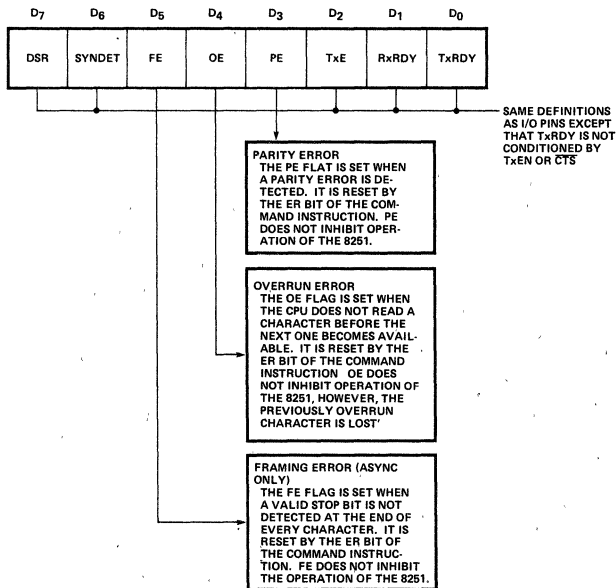 D7 D6 D5 D4 D3 D2 D1 D0
DSR SYNDET FE OE PE TxE RxRDY TxRDY
SAME DEFINITIONS
AS I/O PINS EXCEPT
THAT TxRDY IS NOT
CONDITIONED BY
TxEN OR CTS
PARITY ERROR
THE PE FLAT IS SET WHEN
A PARITY ERROR IS DE-
TECTED. IT IS RESET BY
THE ER BIT OF THE COM-
MAND INSTRUCTION. PE
DOES NOT INHIBIT OPER-
ATION OF THE 8251.
OVERRUN ERROR
THE OE FLAG IS SET WHEN
THE CPU DOES NOT READ A
CHARACTER BEFORE THE
NEXT ONE BECOMES AVAIL-
ABLE. IT IS RESET BY THE
ER BIT OF THE COMMAND
INSTRUCTION OE DOES
NOT INHIBIT OPERATION OF
THE 8251, HOWEVER, THE
PREVIOUSLY OVERRUN
CHARACTER IS LOST'
FRAMING ERROR (ASYNC
ONLY)
THE FE FLAG IS SET WHEN
A VALID STOP BIT IS NOT
DETECTED AT THE END OF
EVERY CHARACTER. IT IS
RESET BY THE ER BIT OF
THE COMMAND INSTRUC-
TION. FE DOES NOT INHIBIT
THE OPERATION OF THE 8251.